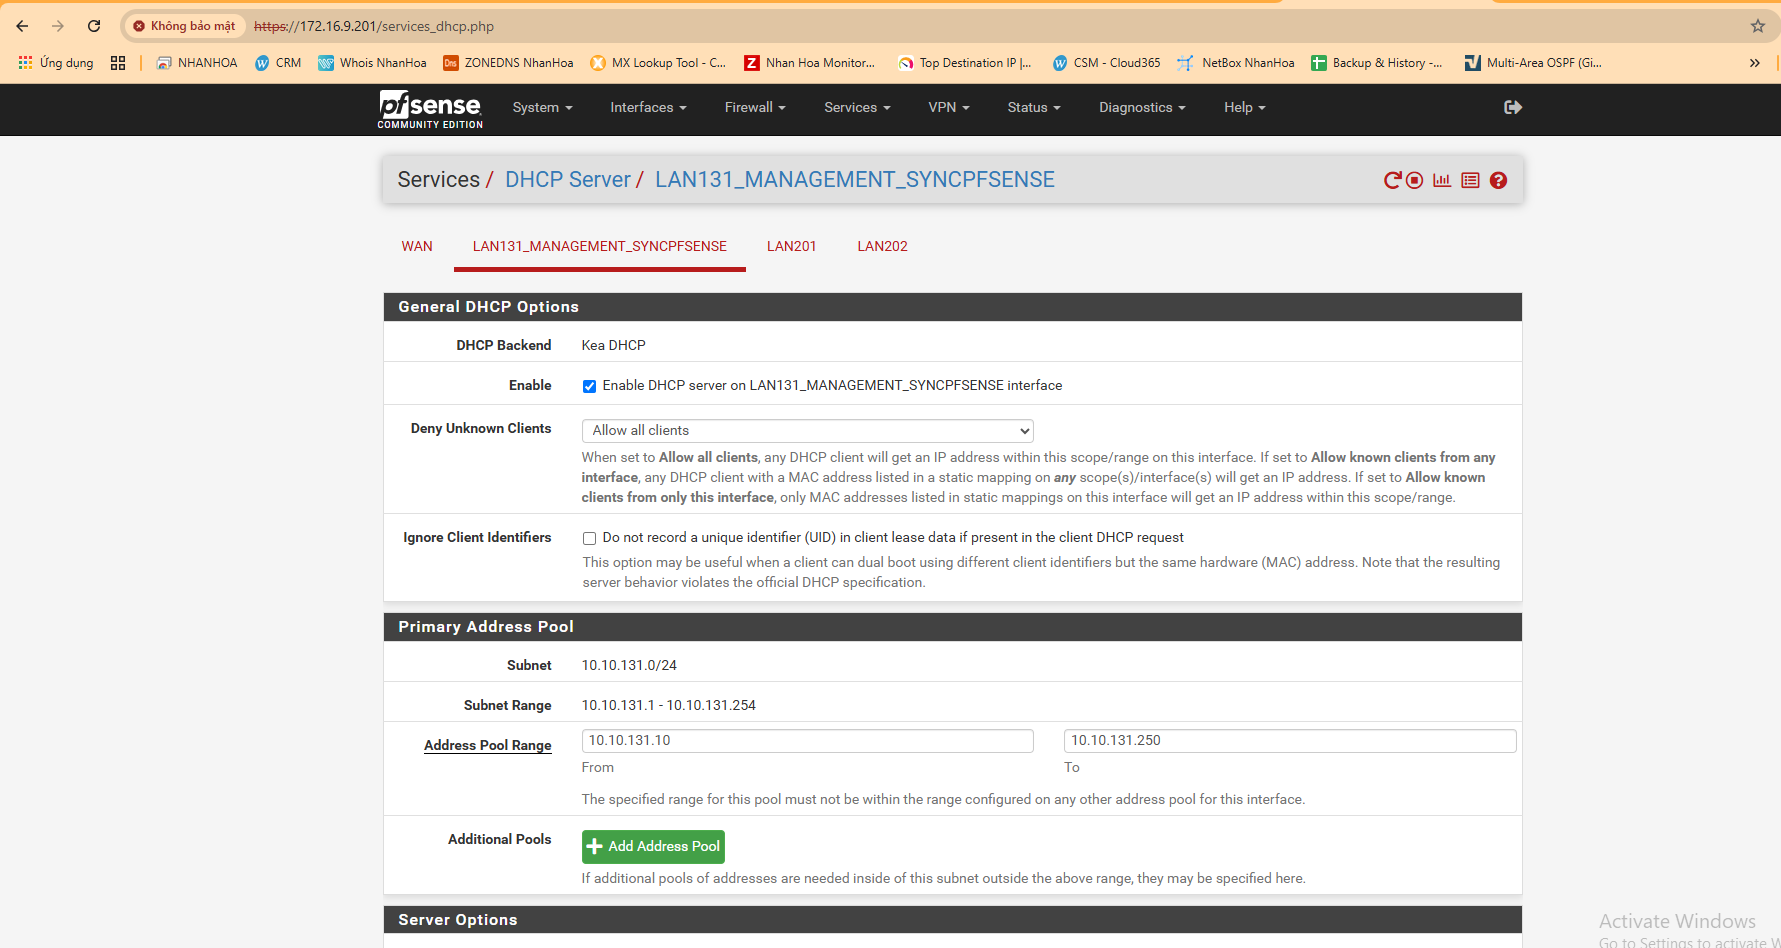 Không bảo mật https://172.16.9.201/services_dhcp.php
Ứng dụng NHANHOA CRM Whois NhanHoa Dns ZONEDNS NhanHoa MX Lookup Tool - C... Z Nhan Hoa Monitor... Top Destination IP |... CSM - Cloud365 NetBox NhanHoa Backup & History -... Multi-Area OSPF (Gi...
pfsense System Interfaces Firewall Services VPN Status Diagnostics Help
COMMUNITY EDITION
Services / DHCP Server / LAN131_MANAGEMENT_SYNCPFSENSE
WAN LAN131_MANAGEMENT_SYNCPFSENSE LAN201 LAN202
General DHCP Options
DHCP Backend Kea DHCP
Enable Enable DHCP server on LAN131_MANAGEMENT_SYNCPFSENSE interface
Deny Unknown Clients Allow all clients
When set to Allow all clients, any DHCP client will get an IP address within this scope/range on this interface. If set to Allow known clients from any
interface, any DHCP client with a MAC address listed in a static mapping on any scope(s)/interface(s) will get an IP address. If set to Allow known
clients from only this interface, only MAC addresses listed in static mappings on this interface will get an IP address within this scope/range.
Ignore Client Identifiers Do not record a unique identifier (UID) in client lease data if present in the client DHCP request
This option may be useful when a client can dual boot using different client identifiers but the same hardware (MAC) address. Note that the resulting
server behavior violates the official DHCP specification.
Primary Address Pool
Subnet 10.10.131.0/24
Subnet Range 10.10.131.1 - 10.10.131.254
Address Pool Range 10.10.131.10 10.10.131.250
From To
The specified range for this pool must not be within the range configured on any other address pool for this interface.
Additional Pools Add Address Pool
If additional pools of addresses are needed inside of this subnet outside the above range, they may be specified here.
Server Options
Activate Windows
Go to Settings to activate W